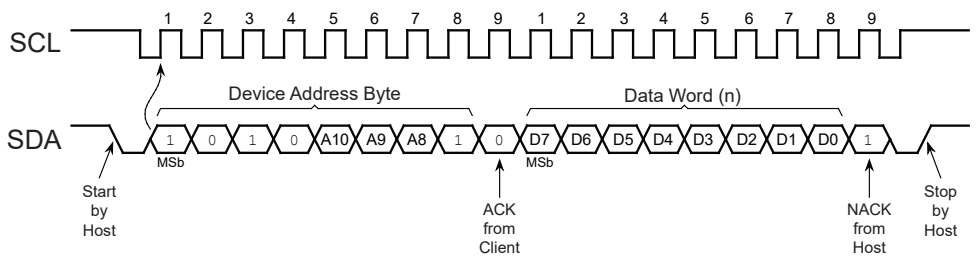 1 2 3 4 5 6 7 8 9 1 2 3 4 5 6 7 8 9
SCL
Device Address Byte Data Word (n)
SDA 1 0 1 0 A10 A9 A8 1 0 D7 D6 D5 D4 D3 D2 D1 D0 1
MSb MSb
Start
by
Host
ACK
from
Client
NACK
from
Host
Stop
by
Host